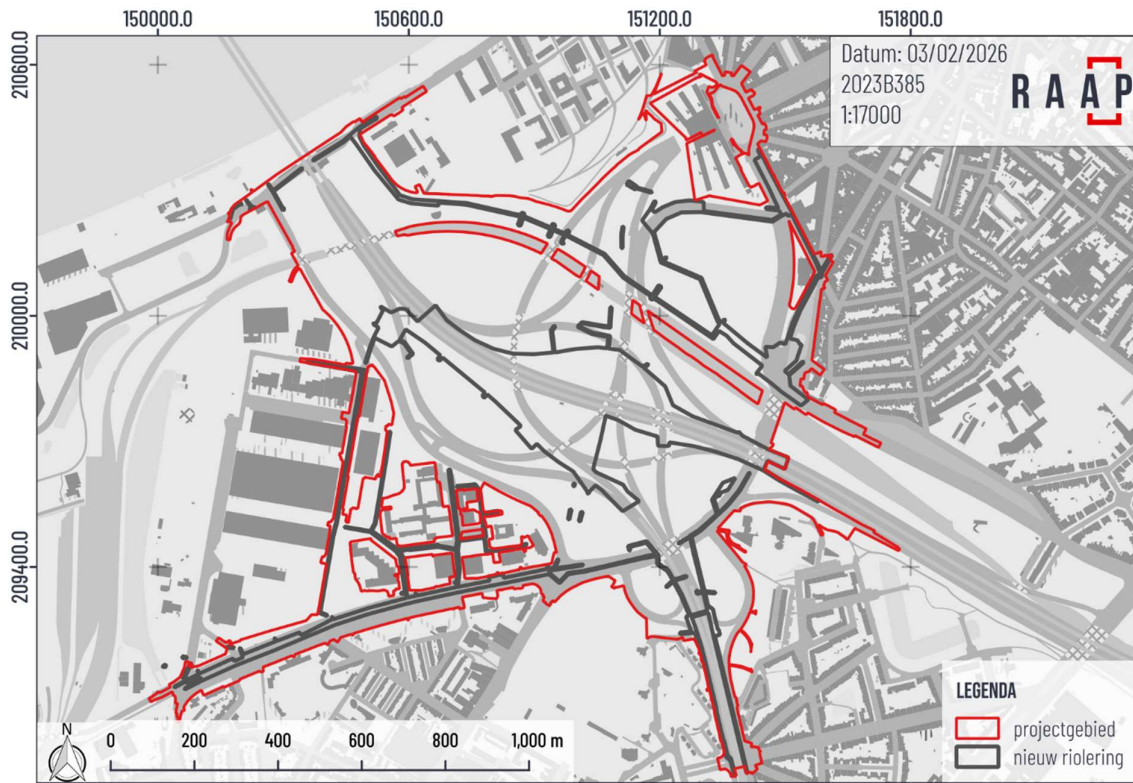 150000.0 150600.0 151200.0 151800.0
210600.0
210000.0
209400.0
Datum: 03/02/2026
2023B385
1:17000
RAAP
N
0 200 400 600 800 1,000 m
LEGENDA
projectgebied
nieuw riolering